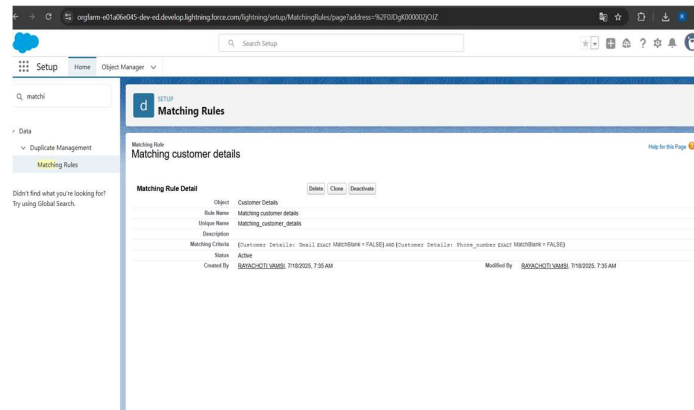 orgfarm-e01a06e045-dev-ed.develop.lightning.force.com/lightning/setup/MatchingRules/page?address=%2F0JDgK000002jOJZ
Search Setup
Setup Home Object Manager
matchi
Data
Duplicate Management
Matching Rules
Didn't find what you're looking for?
Try using Global Search.
d
SETUP
Matching Rules
Matching Rule
Matching customer details
Help for this Page
Matching Rule Detail
Delete Clone Deactivate
Object Customer Details
Rule Name Matching customer details
Unique Name Matching_customer_details
Description
Matching Criteria (Customer Details: Gmail EXACT MatchBlank = FALSE) AND (Customer Details: Phone_number EXACT MatchBlank = FALSE)
Status Active
Created By RAYACHOTI VAMSI, 7/18/2025, 7:35 AM Modified By RAYACHOTI VAMSI, 7/18/2025, 7:35 AM